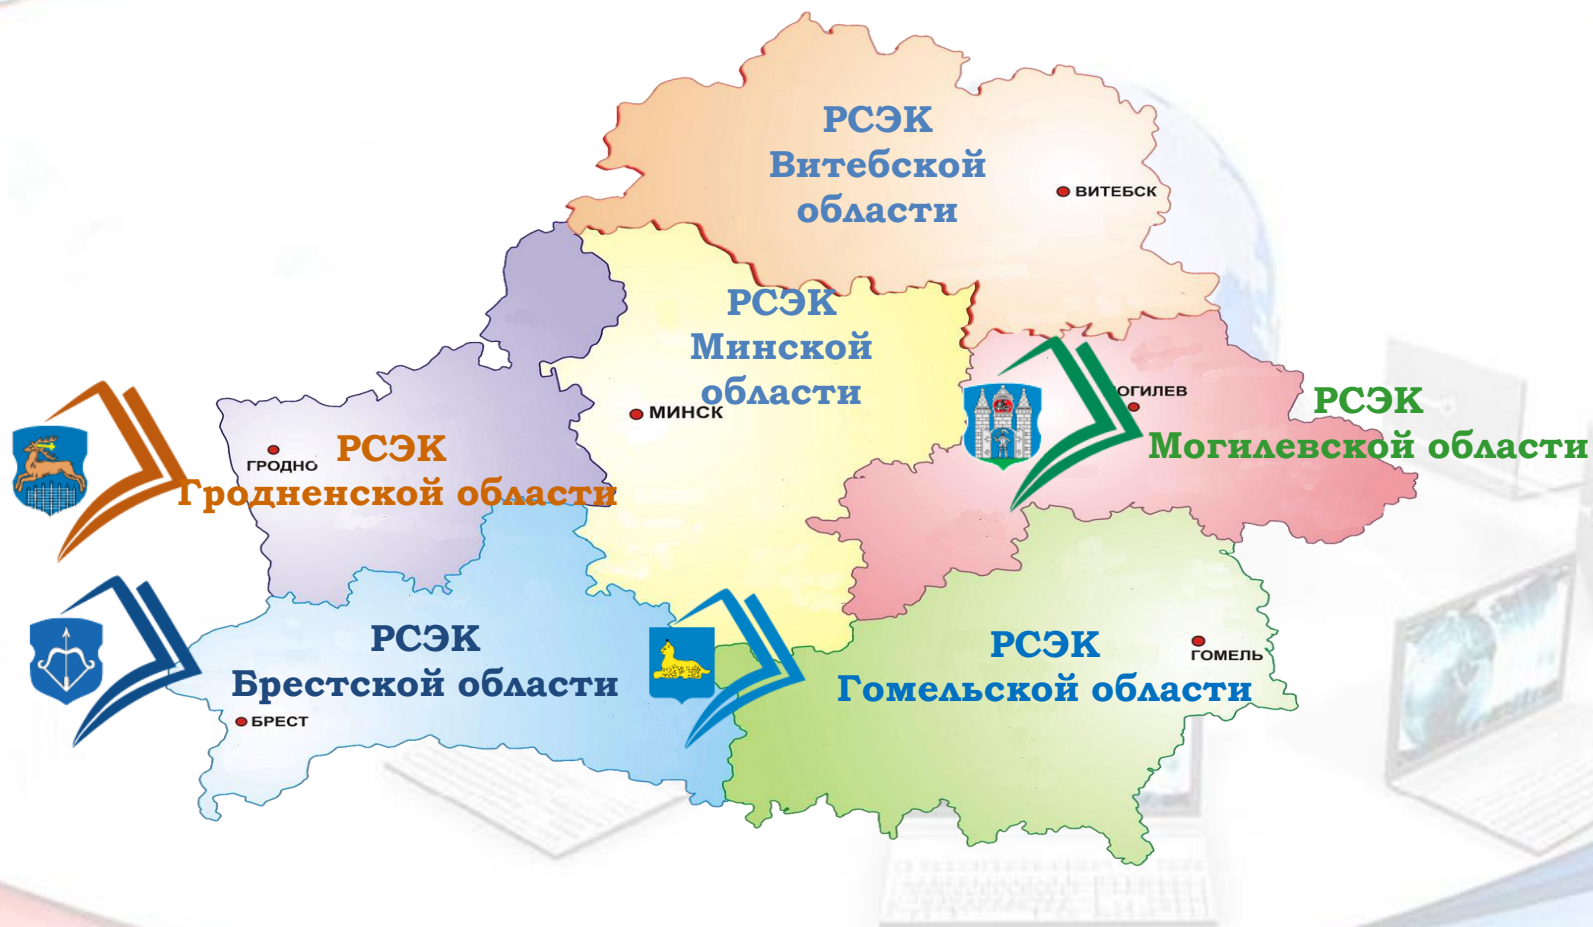 РСЭК
Витебской
области
ВИТЕБСК
РСЭК
Минской
области
МИНСК
ОГИЛЕВ
РСЭК
Могилевской области
ГРОДНО
РСЭК
Гродненской области
РСЭК
Брестской области
БРЕСТ
РСЭК
Гомельской области
ГОМЕЛЬ